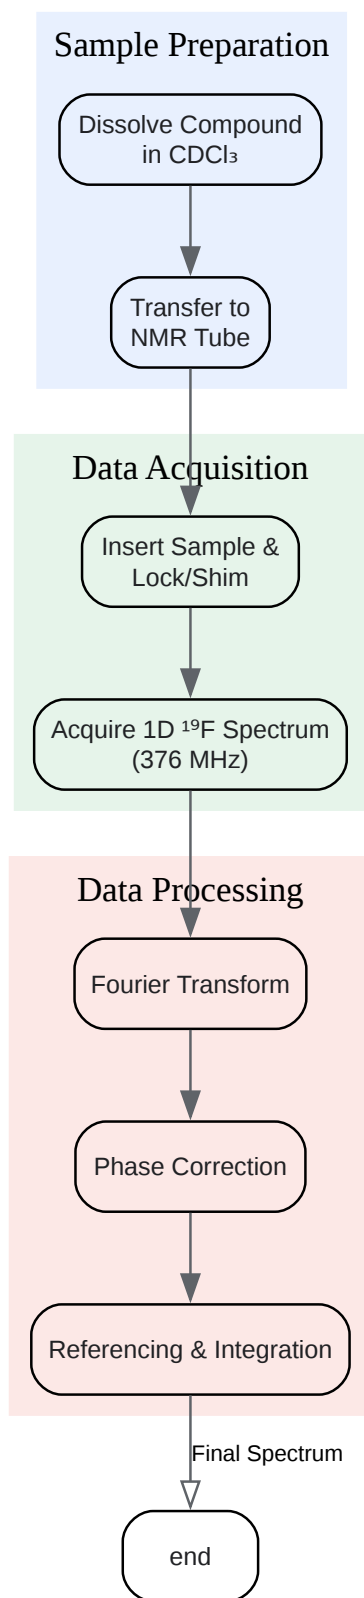 Sample Preparation
Dissolve Compound
in CDCl₃
Transfer to
NMR Tube
Data Acquisition
Insert Sample &
Lock/Shim
Acquire 1D ¹⁹F Spectrum
(376 MHz)
Data Processing
Fourier Transform
Phase Correction
Referencing & Integration
Final Spectrum
end